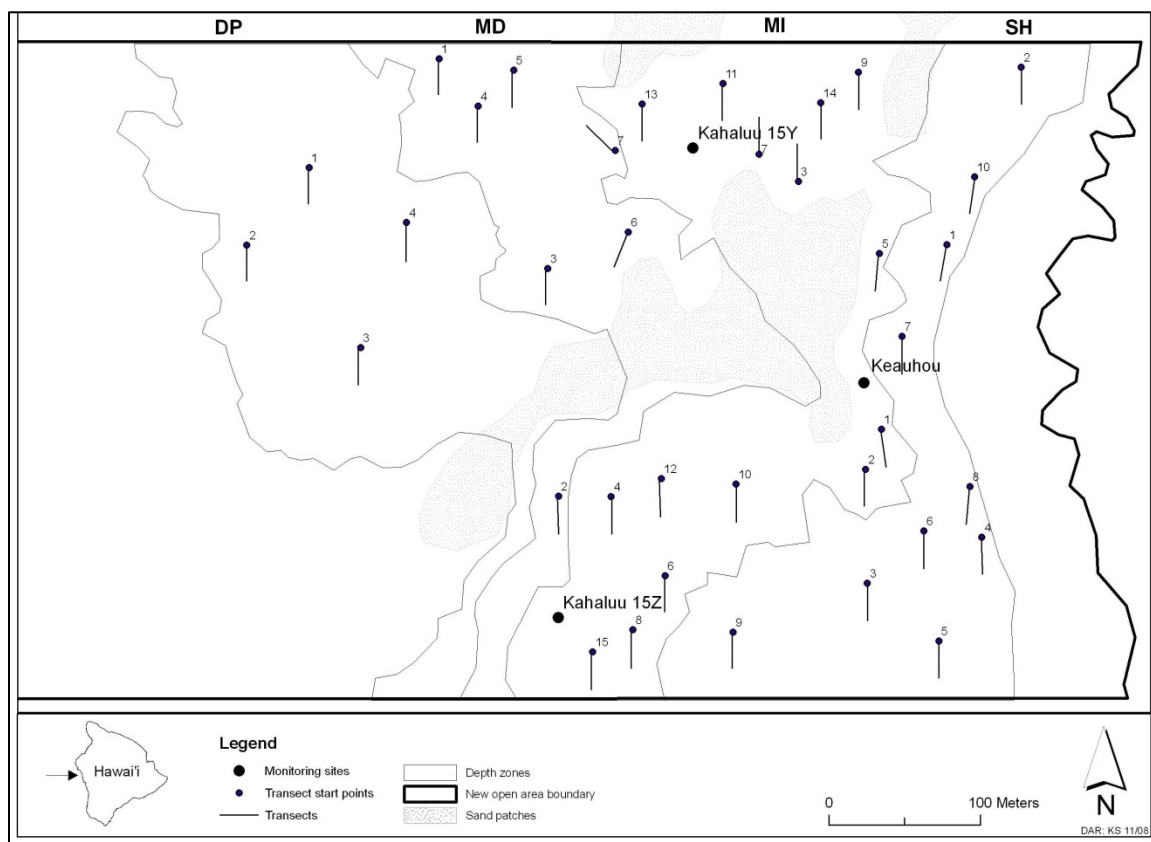 DP MD MI SH
1
5
2
9
11
14
13
4
7
7
Kahaluu 15Y
1
3
10
4
6
2
1
5
3
7
3
Keauhou
1
2
12
10
8
2
4
6
4
6
3
Kahaluu 15Z
8
9
5
15
Legend
Hawai'i
Monitoring sites
Transect start points
Transects
Depth zones
New open area boundary
Sand patches
0 100 Meters
N
DAR: KS 11/08